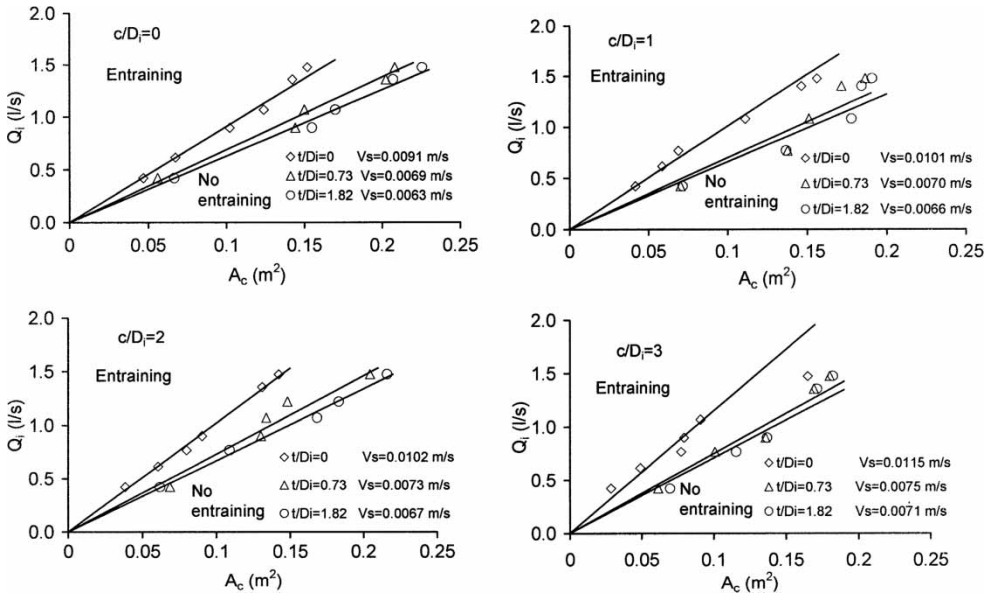 c/Dᵢ=0
Entraining
Qᵢ (l/s)
2.0
1.5
1.0
0.5
0.0
◇ t/Di=0 Vs=0.0091 m/s
△ t/Di=0.73 Vs=0.0069 m/s
○ t/Di=1.82 Vs=0.0063 m/s
No
entraining
0 0.05 0.1 0.15 0.2 0.25
A_c (m²)
c/Dᵢ=1
Entraining
Qᵢ (l/s)
2.0
1.5
1.0
0.5
0.0
◇ t/Di=0 Vs=0.0101 m/s
△ t/Di=0.73 Vs=0.0070 m/s
○ t/Di=1.82 Vs=0.0066 m/s
No
entraining
0 0.05 0.1 0.15 0.2 0.25
A_c (m²)
c/Dᵢ=2
Entraining
Qᵢ (l/s)
2.0
1.5
1.0
0.5
0.0
◇ t/Di=0 Vs=0.0102 m/s
△ t/Di=0.73 Vs=0.0073 m/s
○ t/Di=1.82 Vs=0.0067 m/s
No
entraining
0 0.05 0.1 0.15 0.2 0.25
A_c (m²)
c/Dᵢ=3
Entraining
Qᵢ (l/s)
2.0
1.5
1.0
0.5
0.0
◇ t/Di=0 Vs=0.0115 m/s
△ t/Di=0.73 Vs=0.0075 m/s
○ t/Di=1.82 Vs=0.0071 m/s
No
entraining
0 0.05 0.1 0.15 0.2 0.25
A_c (m²)